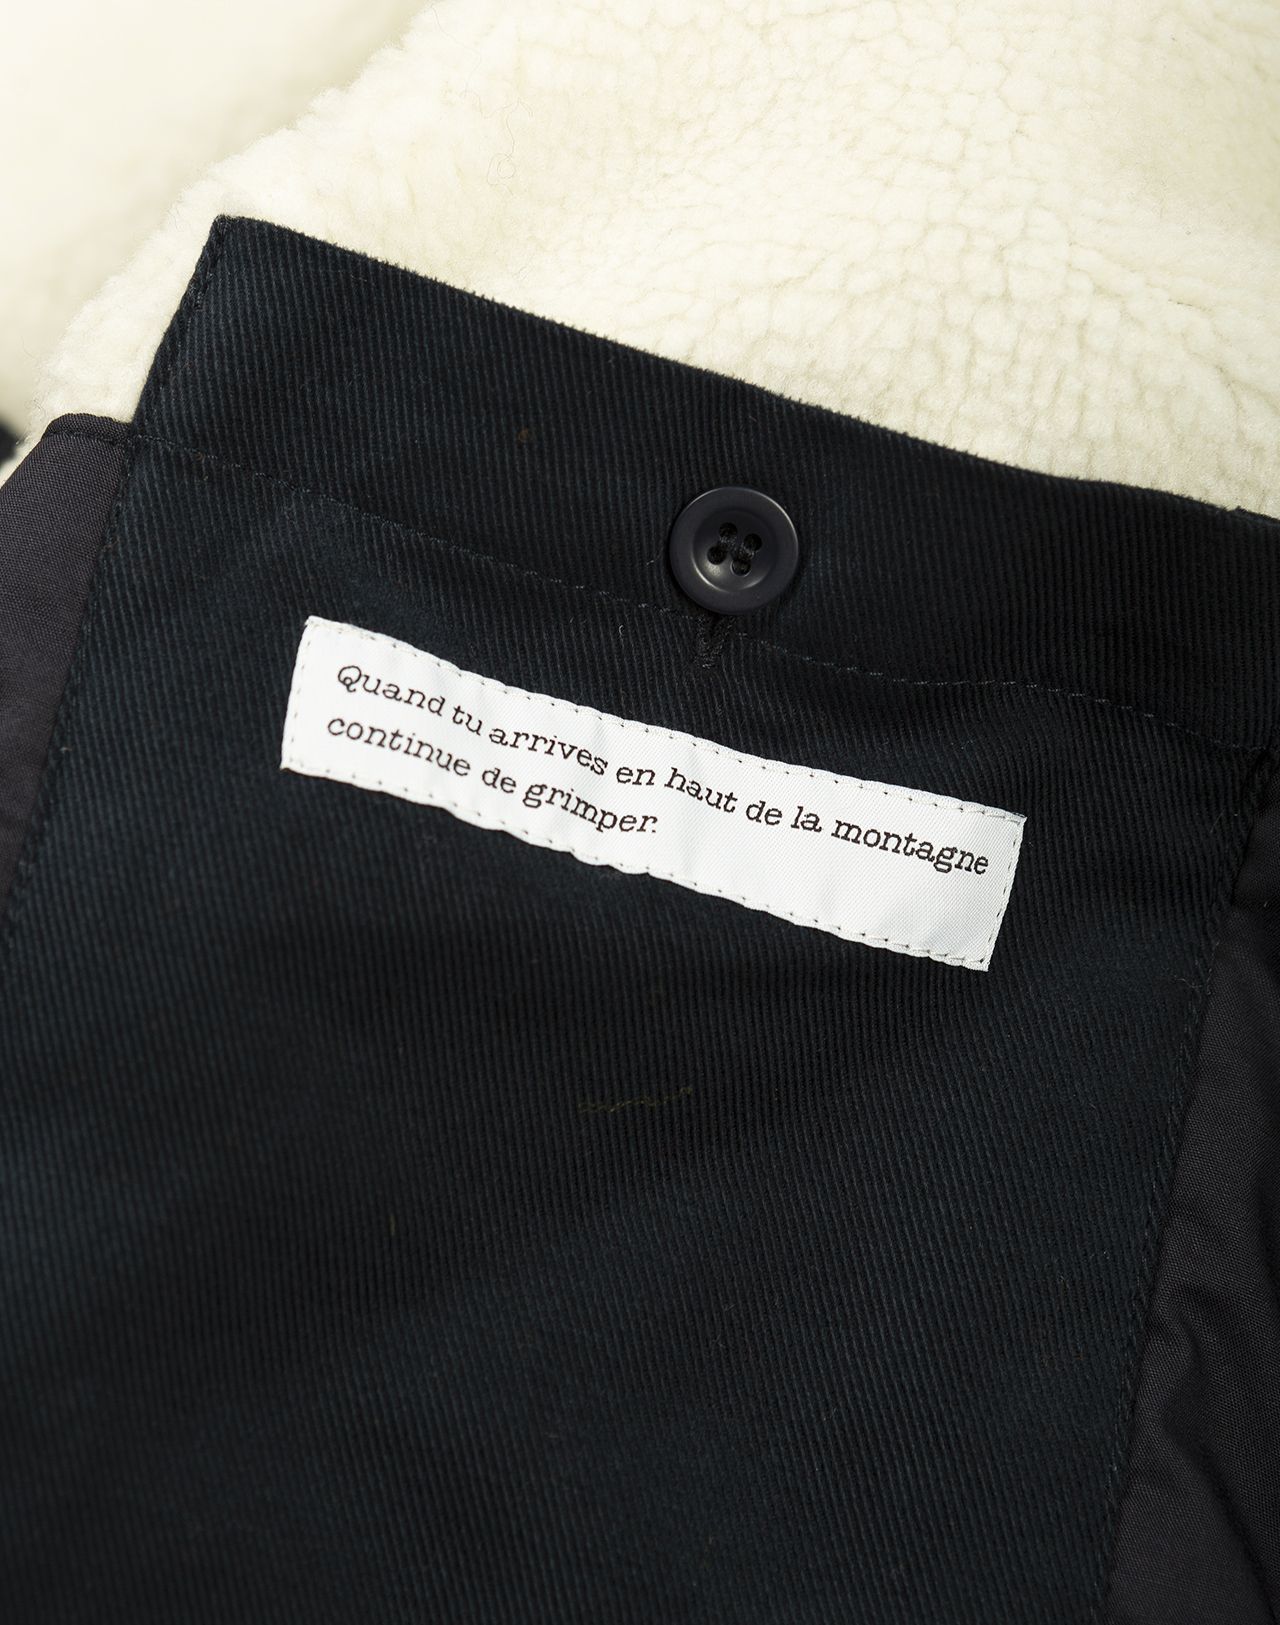 Quand tu arrives en haut de la montagne
continue de grimper.